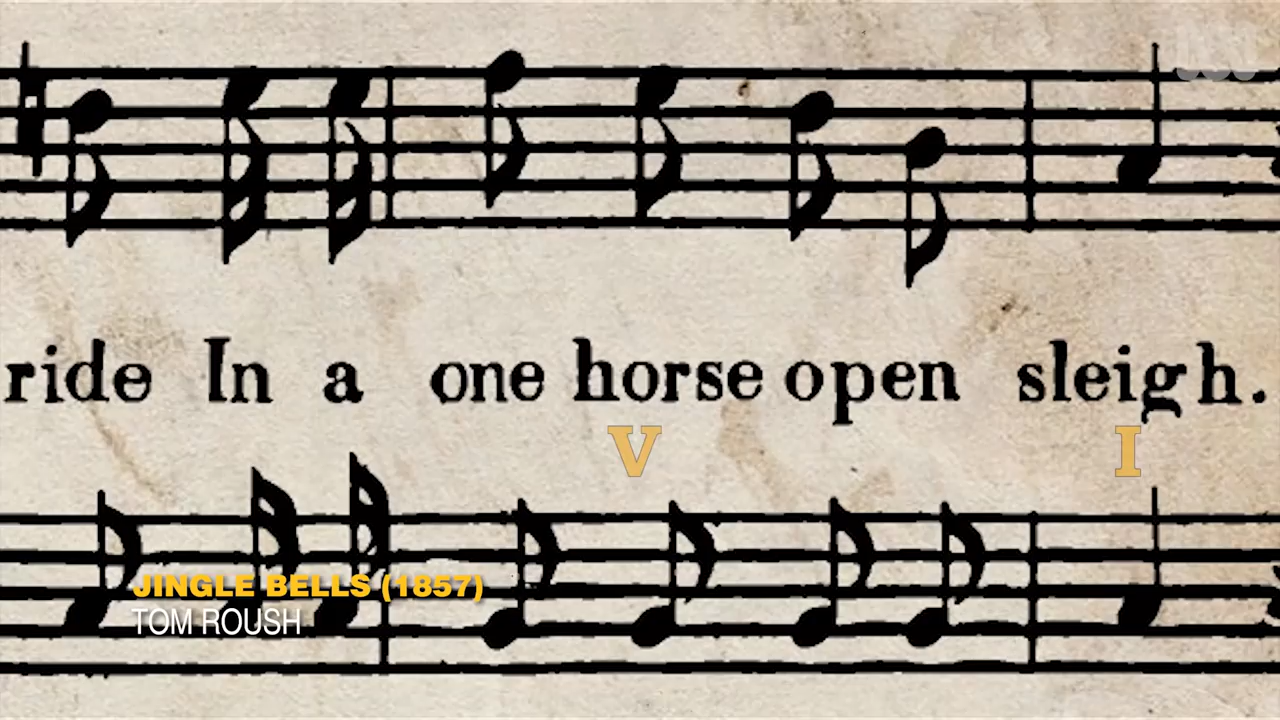 ride In a one horse open sleigh.
V I
JINGLE BELLS (1857)
TOM ROUSH